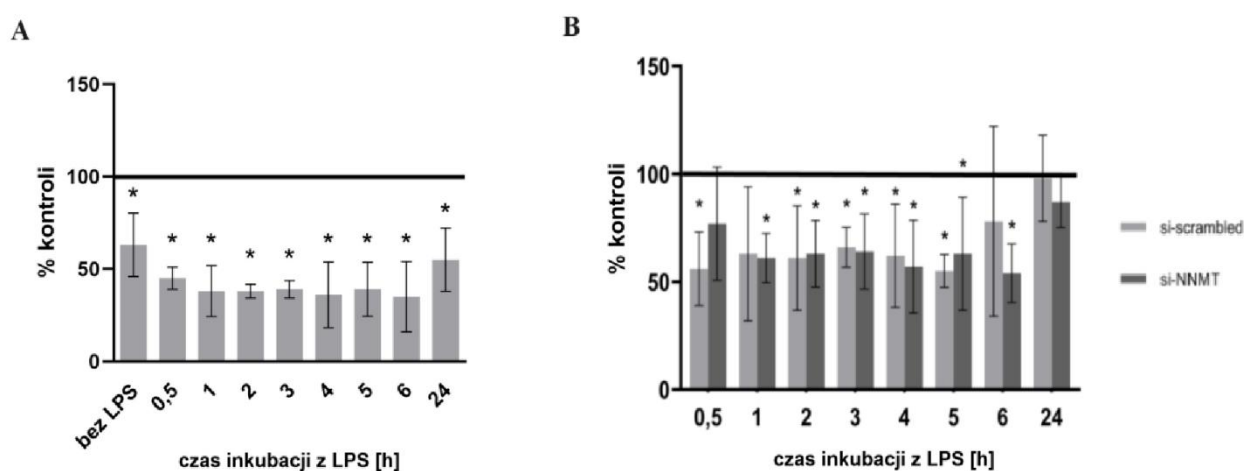 A
150
100
50
0
% kontroli
* * * * * * * * *
bez LPS 0,5 1 2 3 4 5 6 24
czas inkubacji z LPS [h]
B
150
100
50
0
% kontroli
* * * * * * * * * * *
0,5 1 2 3 4 5 6 24
czas inkubacji z LPS [h]
si-scrambled
si-NNMT